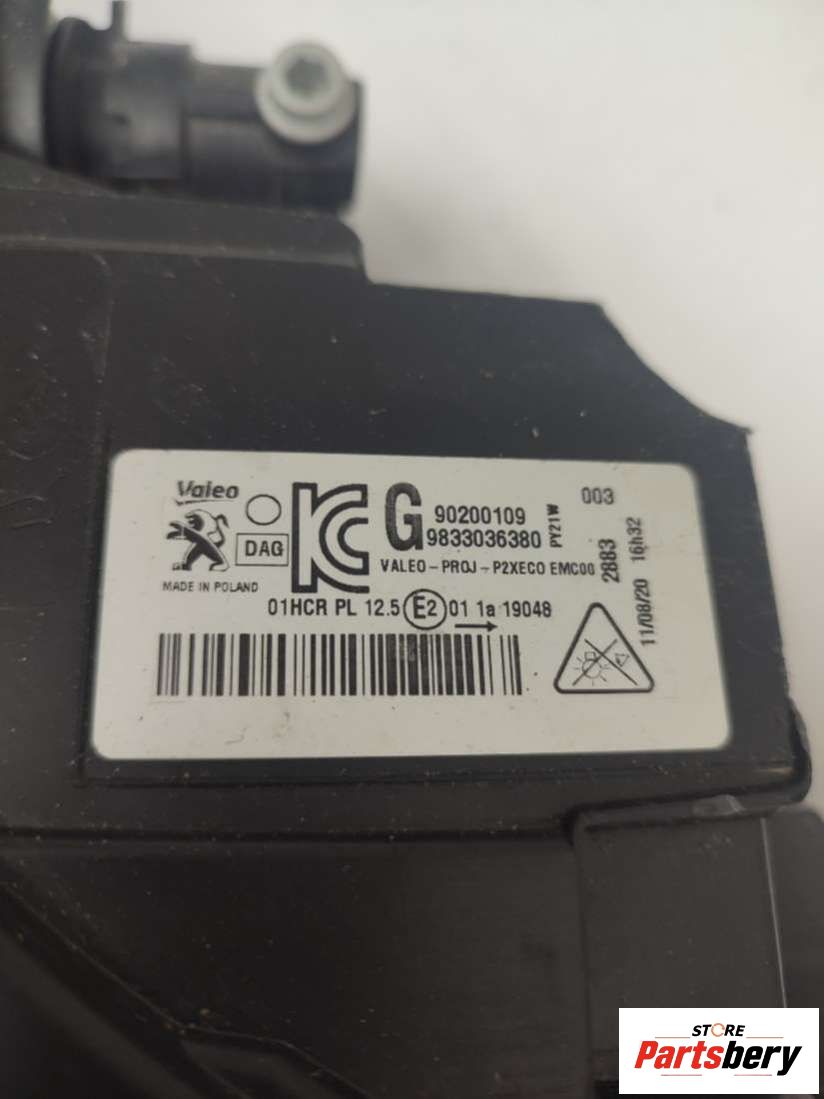 Valeo
DAG
MADE IN POLAND
KC
G
90200109
9833036380
PY21W
003
VALEO-PROJ-P2XECO EMC00
2883
11/08/20 16h32
01HCR PL 12.5 E2 01 1a 19048
STORE
Partsbery